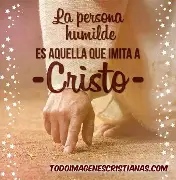 La persona
humilde
ES AQUELLA QUE IMITA A
- Cristo -
TODOIMAGENESCRISTIANAS.COM